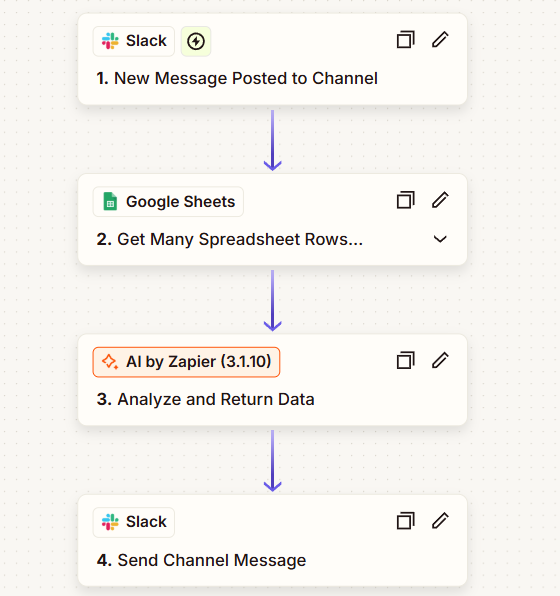 Slack
1. New Message Posted to Channel
Google Sheets
2. Get Many Spreadsheet Rows...
AI by Zapier (3.1.10)
3. Analyze and Return Data
Slack
4. Send Channel Message